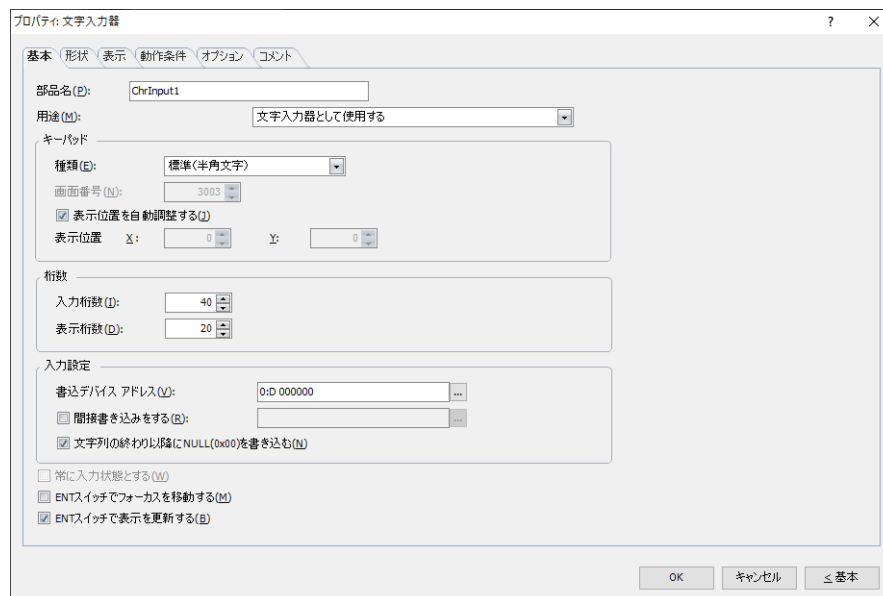 プロパティ: 文字入力器 ? ×
基本 形状 表示 動作条件 オプション コメント
部品名(P): ChrInput1
用途(M): 文字入力器として使用する
キーパッド
種類(E): 標準(半角文字)
画面番号(N): 3003
表示位置を自動調整する(J)
表示位置 X: 0 Y: 0
桁数
入力桁数(I): 40
表示桁数(D): 20
入力設定
書込デバイス アドレス(V): 0:D 000000 ...
間接書き込みをする(R): ...
文字列の終わり以降にNULL(0x00)を書き込む(N)
常に入力状態とする(W)
ENTスイッチでフォーカスを移動する(M)
ENTスイッチで表示を更新する(B)
OK キャンセル < 基本